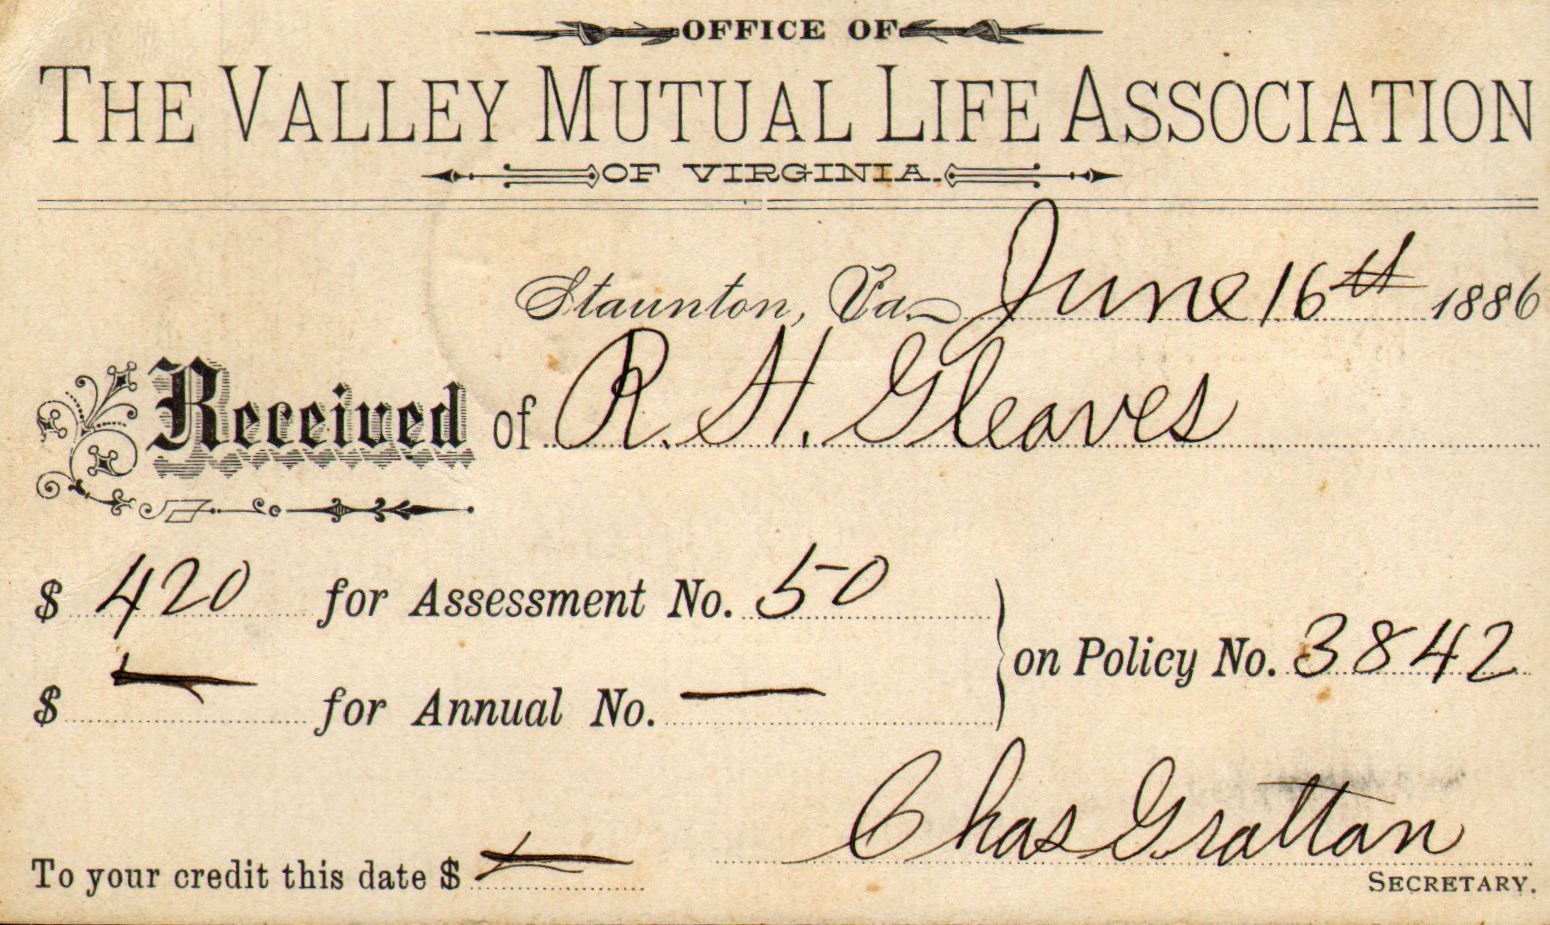 OFFICE OF
THE VALLEY MUTUAL LIFE ASSOCIATION
OF VIRGINIA.
Staunton, Va. June 16th 1886
Received of R. H. Gleaves
$ 420 for Assessment No. 50
on Policy No. 3842
$ — for Annual No. —
Chas Grattan
To your credit this date $ —
SECRETARY.